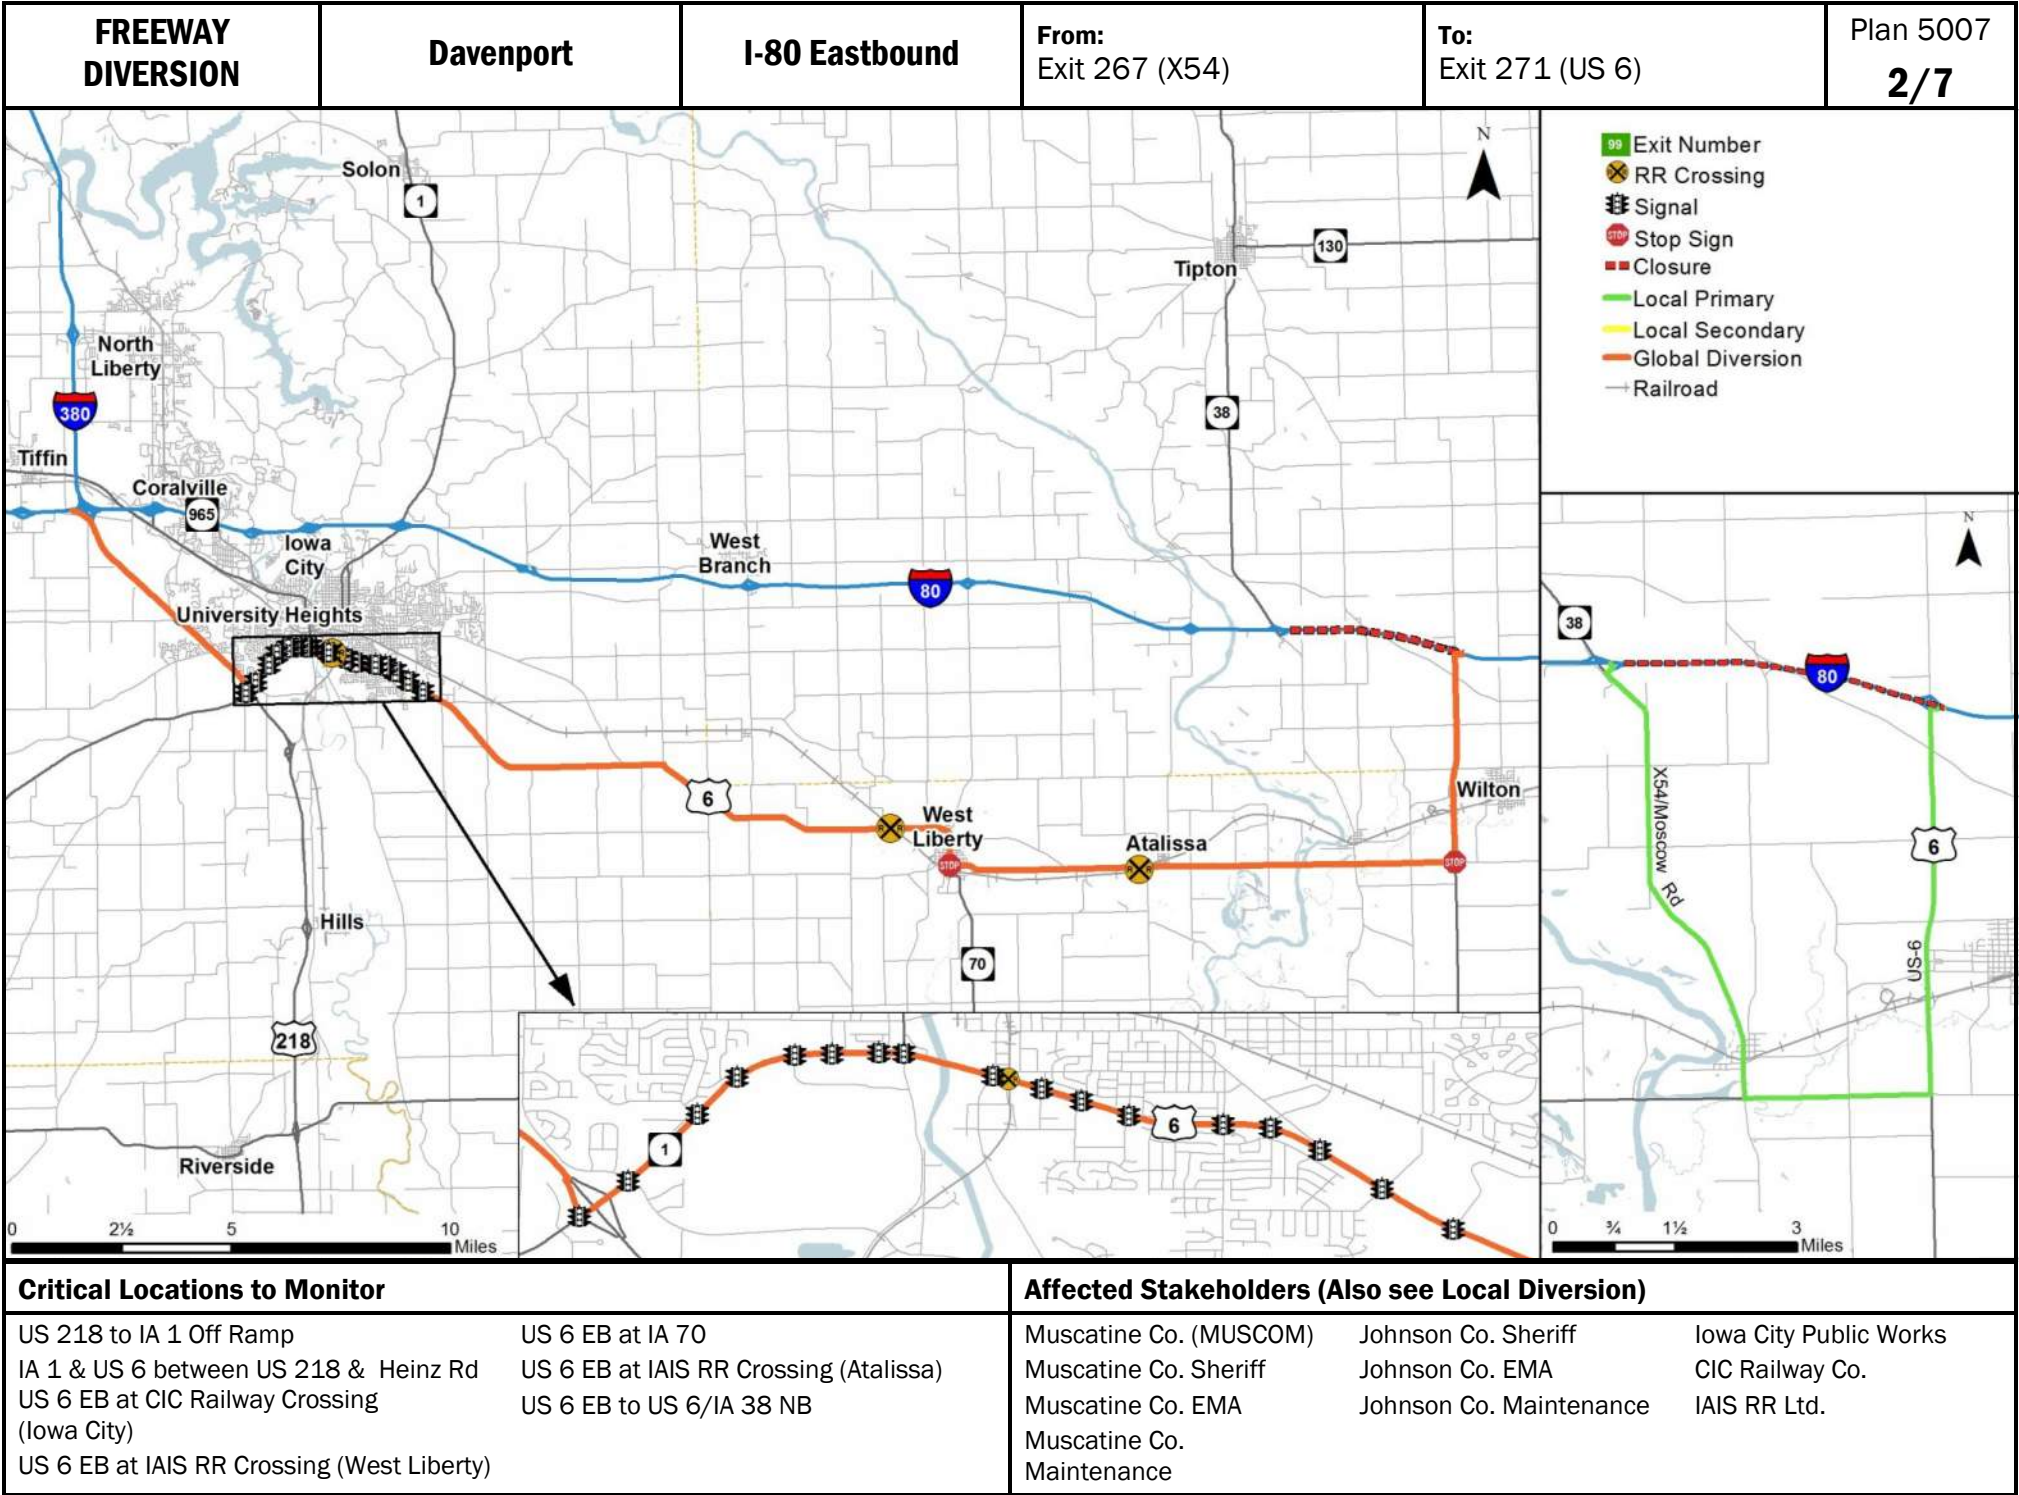 FREEWAY
DIVERSION
Davenport
I-80 Eastbound
From:
Exit 267 (X54)
To:
Exit 271 (US 6)
Plan 5007
2/7
N
Solon
1
130
Tipton
North
Liberty
380
38
Tiffin
Coralville
965
Iowa
City
West
Branch
80
University Heights
6
West
Liberty
STOP
Atalissa
STOP
Wilton
Hills
70
218
Riverside
0
2½
5
10
Miles
1
6
99 Exit Number
RR Crossing
Signal
STOP Stop Sign
Closure
Local Primary
Local Secondary
Global Diversion
Railroad
N
38
80
X54/Moscow Rd
6
US-6
0
¾
1½
3
Miles
Critical Locations to Monitor
US 218 to IA 1 Off Ramp
IA 1 & US 6 between US 218 & Heinz Rd
US 6 EB at CIC Railway Crossing
(Iowa City)
US 6 EB at IAIS RR Crossing (West Liberty)
US 6 EB at IA 70
US 6 EB at IAIS RR Crossing (Atalissa)
US 6 EB to US 6/IA 38 NB
Affected Stakeholders (Also see Local Diversion)
Muscatine Co. (MUSCOM)
Muscatine Co. Sheriff
Muscatine Co. EMA
Muscatine Co.
Maintenance
Johnson Co. Sheriff
Johnson Co. EMA
Johnson Co. Maintenance
Iowa City Public Works
CIC Railway Co.
IAIS RR Ltd.